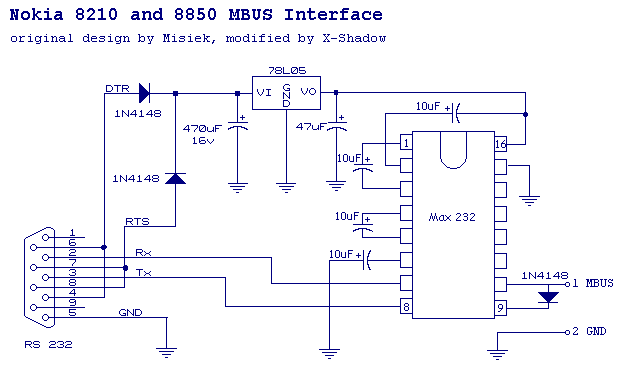 Nokia 8210 and 8850 MBUS Interface
original design by Misiek, modified by X-Shadow
78L05
DTR
VI GND VO
1N4148
10uF +
+
470uF
16v
+
47uF
1
16
10uF +
1N4148
RTS
10uF
+
Max 232
1
6
2
7
3
8
4
9
5
Rx
Tx
GND
10uF +
1N4148
1 MBUS
8
9
2 GND
RS 232